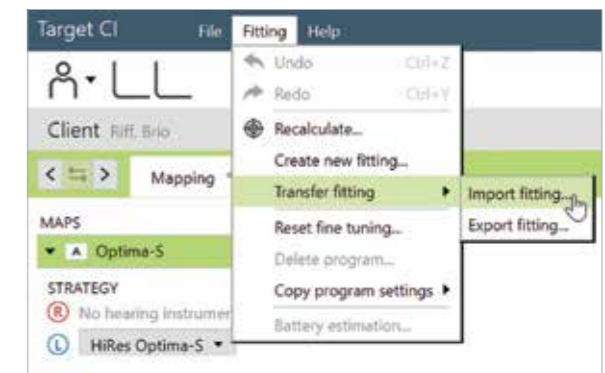 Target CI File Fitting Help
Undo Ctrl+Z
Redo Ctrl+Y
Client Riff, Brio
Recalculate...
Create new fitting...
Mapping
Transfer fitting
Import fitting...
Export fitting...
MAPS
Reset fine tuning...
A Optima-S
Delete program...
STRATEGY
Copy program settings
R No hearing instrumen
Battery estimation...
L HiRes Optima-S